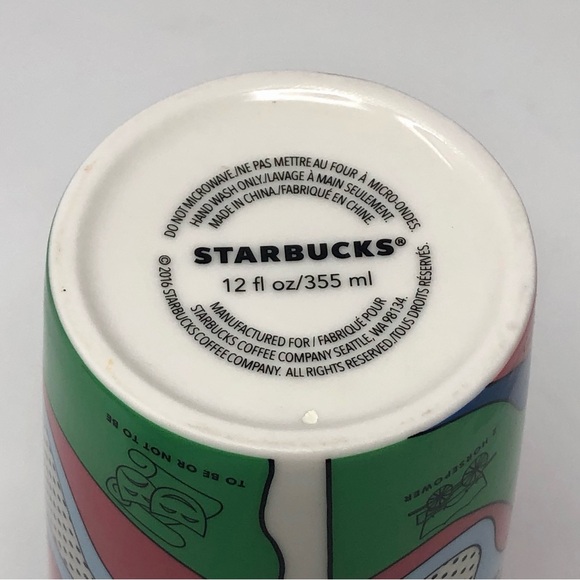 DO NOT MICROWAVE./NE PAS METTRE AU FOUR À MICRO-ONDES.
HAND WASH ONLY./LAVAGE À MAIN SEULEMENT.
MADE IN CHINA./FABRIQUÉ EN CHINE.
STARBUCKS®
12 fl oz/355 ml
MANUFACTURED FOR / FABRIQUÉ POUR
STARBUCKS COFFEE COMPANY SEATTLE, WA 98134.
©2016 STARBUCKS COFFEE COMPANY. ALL RIGHTS RESERVED./TOUS DROITS RÉSERVÉS.
TO BE OR NOT TO BE
2 HORSEPOWER